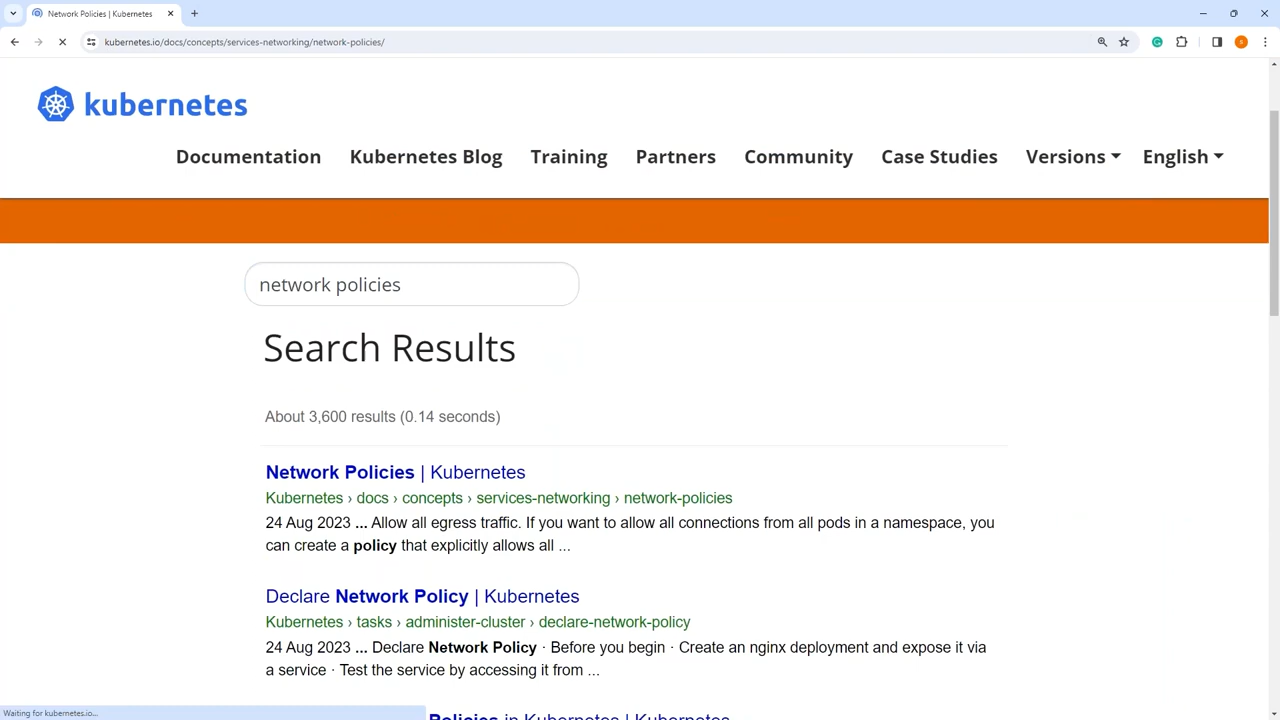 Network Policies | Kubernetes
kubernetes.io/docs/concepts/services-networking/network-policies/
s
kubernetes
Documentation Kubernetes Blog Training Partners Community Case Studies Versions English
network policies
Search Results
About 3,600 results (0.14 seconds)
Network Policies | Kubernetes
Kubernetes › docs › concepts › services-networking › network-policies
24 Aug 2023 ... Allow all egress traffic. If you want to allow all connections from all pods in a namespace, you
can create a policy that explicitly allows all ...
Declare Network Policy | Kubernetes
Kubernetes › tasks › administer-cluster › declare-network-policy
24 Aug 2023 ... Declare Network Policy · Before you begin · Create an nginx deployment and expose it via
a service · Test the service by accessing it from ...
Policies in Kubernetes | Kubernetes
Waiting for kubernetes.io...